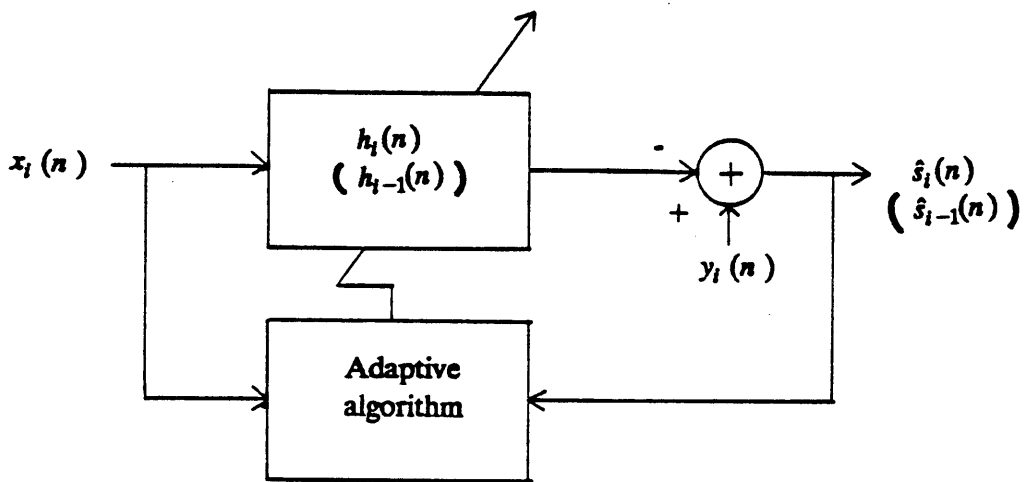 h_i(n)
x_i(n)
( h_{i-1}(n) )
-
+
ŝ_i(n)
( ŝ_{i-1}(n) )
+
y_i(n)
Adaptive
algorithm